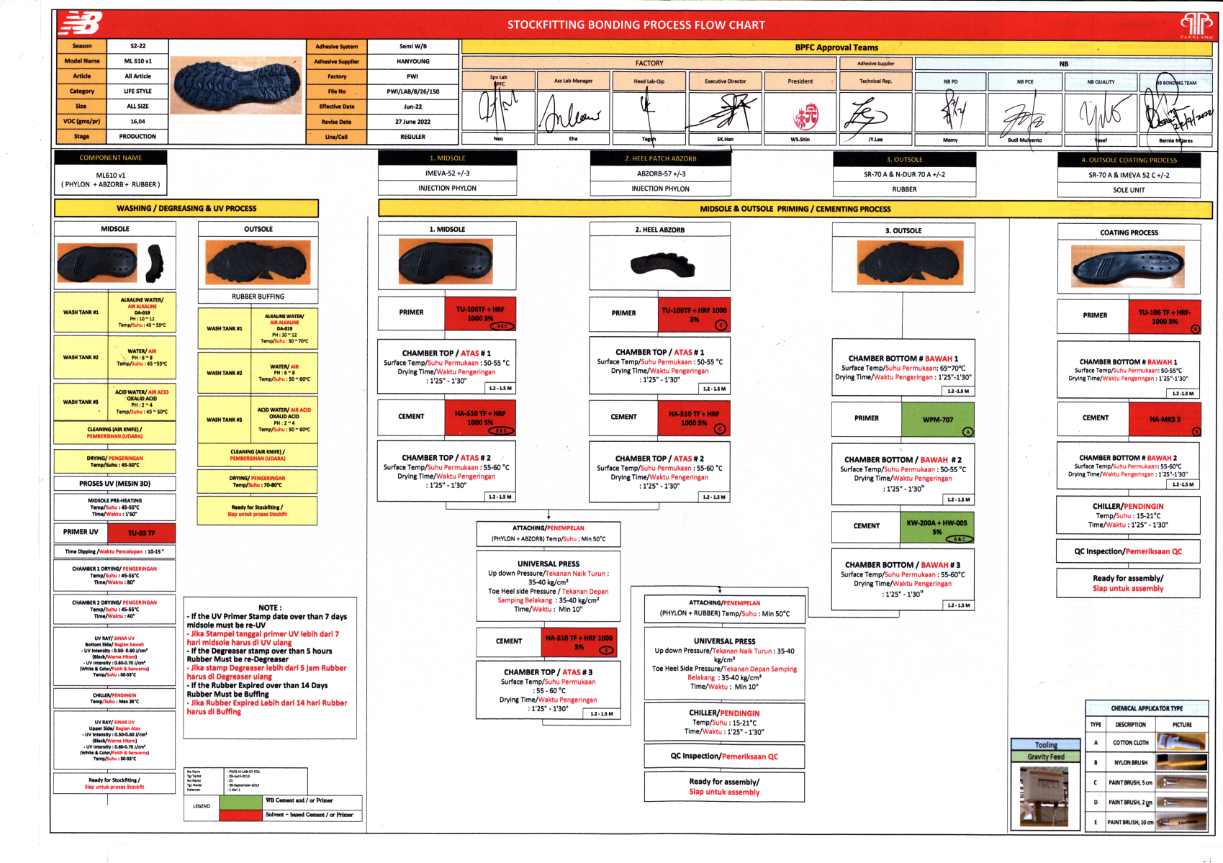 NB
STOCKFITTING BONDING PROCESS FLOW CHART
PARKLAND
Season
S2-22
Model Name
ML 610 v1
Article
All Article
Category
LIFE STYLE
Size
ALL SIZE
VOC (gms/pr)
16,04
Stage
PRODUCTION
Adhesive System
Semi W/B
Adhesive Supplier
HANYOUNG
Factory
PWI
File No
PWI/LAB/B/26/150
Effective Date
Jun-22
Revise Date
27 June 2022
Line/Cell
REGULER
BPFC Approval Teams
FACTORY
Adhesive Supplier
NB
Spv Lab
BPFC
Ass Lab Manager
Head Lab-Qip
Executive Director
President
Technical Rep.
NB PD
NB PCE
NB QUALITY
NB BONDING TEAM
Neo
Eha
Teguh
SK.Han
WS.Shin
JY.Lee
Memy
Budi Mulyanto
Yosef
Bernie Mijares
COMPONENT NAME
ML610 v1
( PHYLON + ABZORB + RUBBER )
1. MIDSOLE
IMEVA-52 +/-3
INJECTION PHYLON
2. HEEL PATCH ABZORB
ABZORB-57 +/-3
INJECTION PHYLON
3. OUTSOLE
SR-70 A & N-DUR 70 A +/-2
RUBBER
4. OUTSOLE COATING PROCESS
SR-70 A & IMEVA 52 C +/-2
SOLE UNIT
WASHING / DEGREASING & UV PROCESS
MIDSOLE & OUTSOLE PRIMING / CEMENTING PROCESS
MIDSOLE
WASH TANK #1
ALKALINE WATER/
AIR ALKALINE
DA-019
PH : 10 ~ 12
Temp/Suhu : 45 ~ 55°C
WASH TANK #2
WATER/ AIR
PH : 6 ~ 8
Temp/Suhu : 45 ~55°C
WASH TANK #3
ACID WATER/ AIR ACID
OXALID ACID
PH : 2 ~ 4
Temp/Suhu : 45 ~ 50°C
CLEANING (AIR KNIFE) /
PEMBERSIHAN (UDARA)
DRYING/ PENGERINGAN
Temp/Suhu : 45-50°C
PROSES UV (MESIN 3D)
MIDSOLE PRE-HEATING
Temp/Suhu : 45-55°C
Time/Waktu : 1'50"
PRIMER UV
TU-03 TF
Time Dipping /Waktu Pencelupan : 10-15 "
CHAMBER 1 DRYING/ PENGERINGAN
Temp/Suhu : 45-55°C
Time/Waktu : 80"
CHAMBER 2 DRYING/ PENGERINGAN
Temp/Suhu : 45-55°C
Time/Waktu : 40"
UV RAY/ SINAR UV
Bottom Side/ Bagian bawah
- UV Intensity : 0.50-0.60 J/cm²
(Black/Warna Hitam)
- UV Intensity : 0.60-0.70 J/cm²
(White & Color/Putih & berwarna)
Temp/Suhu : 50-55°C
CHILLER/PENDINGIN
Temp/Suhu : Max 35°C
UV RAY/ SINAR UV
Upper Side/ Bagian Atas
- UV Intensity : 0.50-0.60 J/cm²
(Black/Warna Hitam)
- UV Intensity : 0.60-0.70 J/cm²
(White & Color/Putih & berwarna)
Temp/Suhu : 50-55°C
Ready for Stockfiting /
Siap untuk proses Stockfit
OUTSOLE
RUBBER BUFFING
WASH TANK #1
ALKALINE WATER/
AIR ALKALINE
DA-019
PH : 10 ~ 12
Temp/Suhu : 50 ~ 70°C
WASH TANK #2
WATER/ AIR
PH : 6 ~ 8
Temp/Suhu : 50 ~ 60°C
WASH TANK #3
ACID WATER/ AIR ACID
OXALID ACID
PH : 2 ~ 4
Temp/Suhu : 50 ~ 60°C
CLEANING (AIR KNIFE) /
PEMBERSIHAN (UDARA)
DRYING/ PENGERINGAN
Temp/Suhu : 70-80°C
Ready for Stockfiting /
Siap untuk proses Stockfit
NOTE :
- If the UV Primer Stamp date over than 7 days
midsole must be re-UV
- Jika Stampel tanggal primer UV lebih dari 7
hari midsole harus di UV ulang
- If the Degreaser stamp over than 5 hours
Rubber Must be re-Degreaser
- Jika stamp Degreaser lebih dari 5 jam Rubber
harus di Degreaser ulang
- If the Rubber Expired over than 14 Days
Rubber Must be Buffing
- Jika Rubber Expired Lebih dari 14 hari Rubber
harus di Buffing
LEGEND
WB Cement and / or Primer
Solvent – based Cement / or Primer
1. MIDSOLE
PRIMER
TU-106TF + HRF
1000 3%
B & C
CHAMBER TOP / ATAS # 1
Surface Temp/Suhu Permukaan : 50-55 °C
Drying Time/Waktu Pengeringan
: 1'25" - 1'30"
1.2 -1.5 M
CEMENT
HA-510 TF + HRF
1000 5%
B & C
CHAMBER TOP / ATAS # 2
Surface Temp/Suhu Permukaan : 55-60 °C
Drying Time/Waktu Pengeringan
: 1'25" - 1'30"
1.2 -1.5 M
2. HEEL ABZORB
PRIMER
TU-106TF + HRF 1000
3%
C
CHAMBER TOP / ATAS # 1
Surface Temp/Suhu Permukaan : 50-55 °C
Drying Time/Waktu Pengeringan
: 1'25" - 1'30"
1.2 -1.5 M
CEMENT
HA-510 TF + HRF
1000 5%
C
CHAMBER TOP / ATAS # 2
Surface Temp/Suhu Permukaan : 55-60 °C
Drying Time/Waktu Pengeringan
: 1'25" - 1'30"
1.2 -1.5 M
ATTACHING/PENEMPELAN
(PHYLON + ABZORB) Temp/Suhu : Min 50°C
UNIVERSAL PRESS
Up down Pressure/Tekanan Naik Turun :
35-40 kg/cm²
Toe Heel side Pressure / Tekanan Depan
Samping Belakang : 35-40 kg/cm²
Time/Waktu : Min 10"
CEMENT
HA-510 TF + HRF 1000
5%
C
CHAMBER TOP / ATAS # 3
Surface Temp/Suhu Permukaan
: 55 - 60 °C
Drying Time/Waktu Pengeringan
: 1'25" - 1'30"
1.2 -1.5 M
3. OUTSOLE
CHAMBER BOTTOM # BAWAH 1
Surface Temp/Suhu Permukaan: 65~70°C
Drying Time/Waktu Pengeringan: 1'25"-1'30"
1.2 -1.5 M
PRIMER
WPM-707
A
CHAMBER BOTTOM / BAWAH # 2
Surface Temp/Suhu Permukaan : 50-55 °C
Drying Time/Waktu Pengeringan
: 1'25" - 1'30"
1.2 -1.5 M
CEMENT
KW-200A + HW-005
5%
B & C
CHAMBER BOTTOM / BAWAH # 3
Surface Temp/Suhu Permukaan : 55-60°C
Drying Time/Waktu Pengeringan
: 1'25" - 1'30"
1.2 -1.5 M
ATTACHING/PENEMPELAN
(PHYLON + RUBBER) Temp/Suhu : Min 50°C
UNIVERSAL PRESS
Up down Pressure/Tekanan Naik Turun : 35-40
kg/cm²
Toe Heel Side Pressure/Tekanan Depan Samping
Belakang : 35-40 kg/cm²
Time/Waktu : Min 10"
CHILLER/PENDINGIN
Temp/Suhu : 15-21°C
Time/Waktu : 1'25" - 1'30"
QC Inspection/Pemeriksaan QC
Ready for assembly/
Siap untuk assembly
COATING PROCESS
PRIMER
TU-106 TF + HRF-
1000 3%
CHAMBER BOTTOM # BAWAH 1
Surface Temp/Suhu Permukaan: 50-55°C
Drying Time/Waktu Pengeringan: 1'25"-1'30"
1.2 -1.5 M
CEMENT
HA-MKS 3
CHAMBER BOTTOM # BAWAH 2
Surface Temp/Suhu Permukaan: 55-60°C
Drying Time/Waktu Pengeringan: 1'25"-1'30"
1.2 -1.5 M
CHILLER/PENDINGIN
Temp/Suhu : 15-21°C
Time/Waktu : 1'25" - 1'30"
QC Inspection/Pemeriksaan QC
Ready for assembly/
Siap untuk assembly
Tooling
Gravity Feed
CHEMICAL APPLICATOR TYPE
TYPE
DESCRIPTION
PICTURE
A
COTTON CLOTH
B
NYLON BRUSH
C
PAINT BRUSH, 5 cm
D
PAINT BRUSH, 2 cm
E
PAINT BRUSH, 10 cm